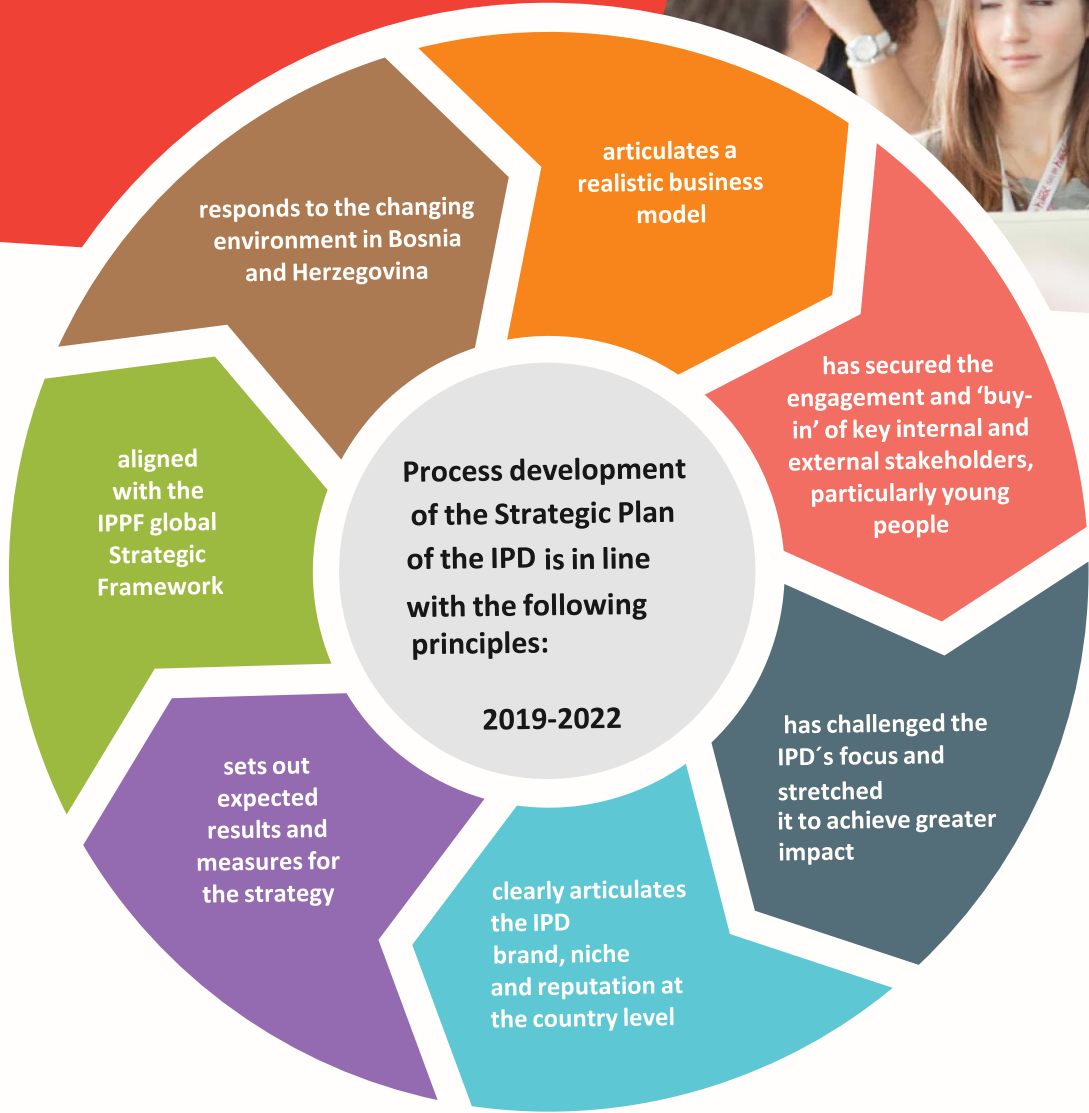 articulates a
realistic business
model
has secured the
engagement and ‘buy-
in’ of key internal and
external stakeholders,
particularly young
people
has challenged the
IPD´s focus and
stretched
it to achieve greater
impact
clearly articulates
the IPD
brand, niche
and reputation at
the country level
sets out
expected
results and
measures for
the strategy
aligned
with the
IPPF global
Strategic
Framework
responds to the changing
environment in Bosnia
and Herzegovina
Process development
of the Strategic Plan
of the IPD is in line
with the following
principles:
2019-2022